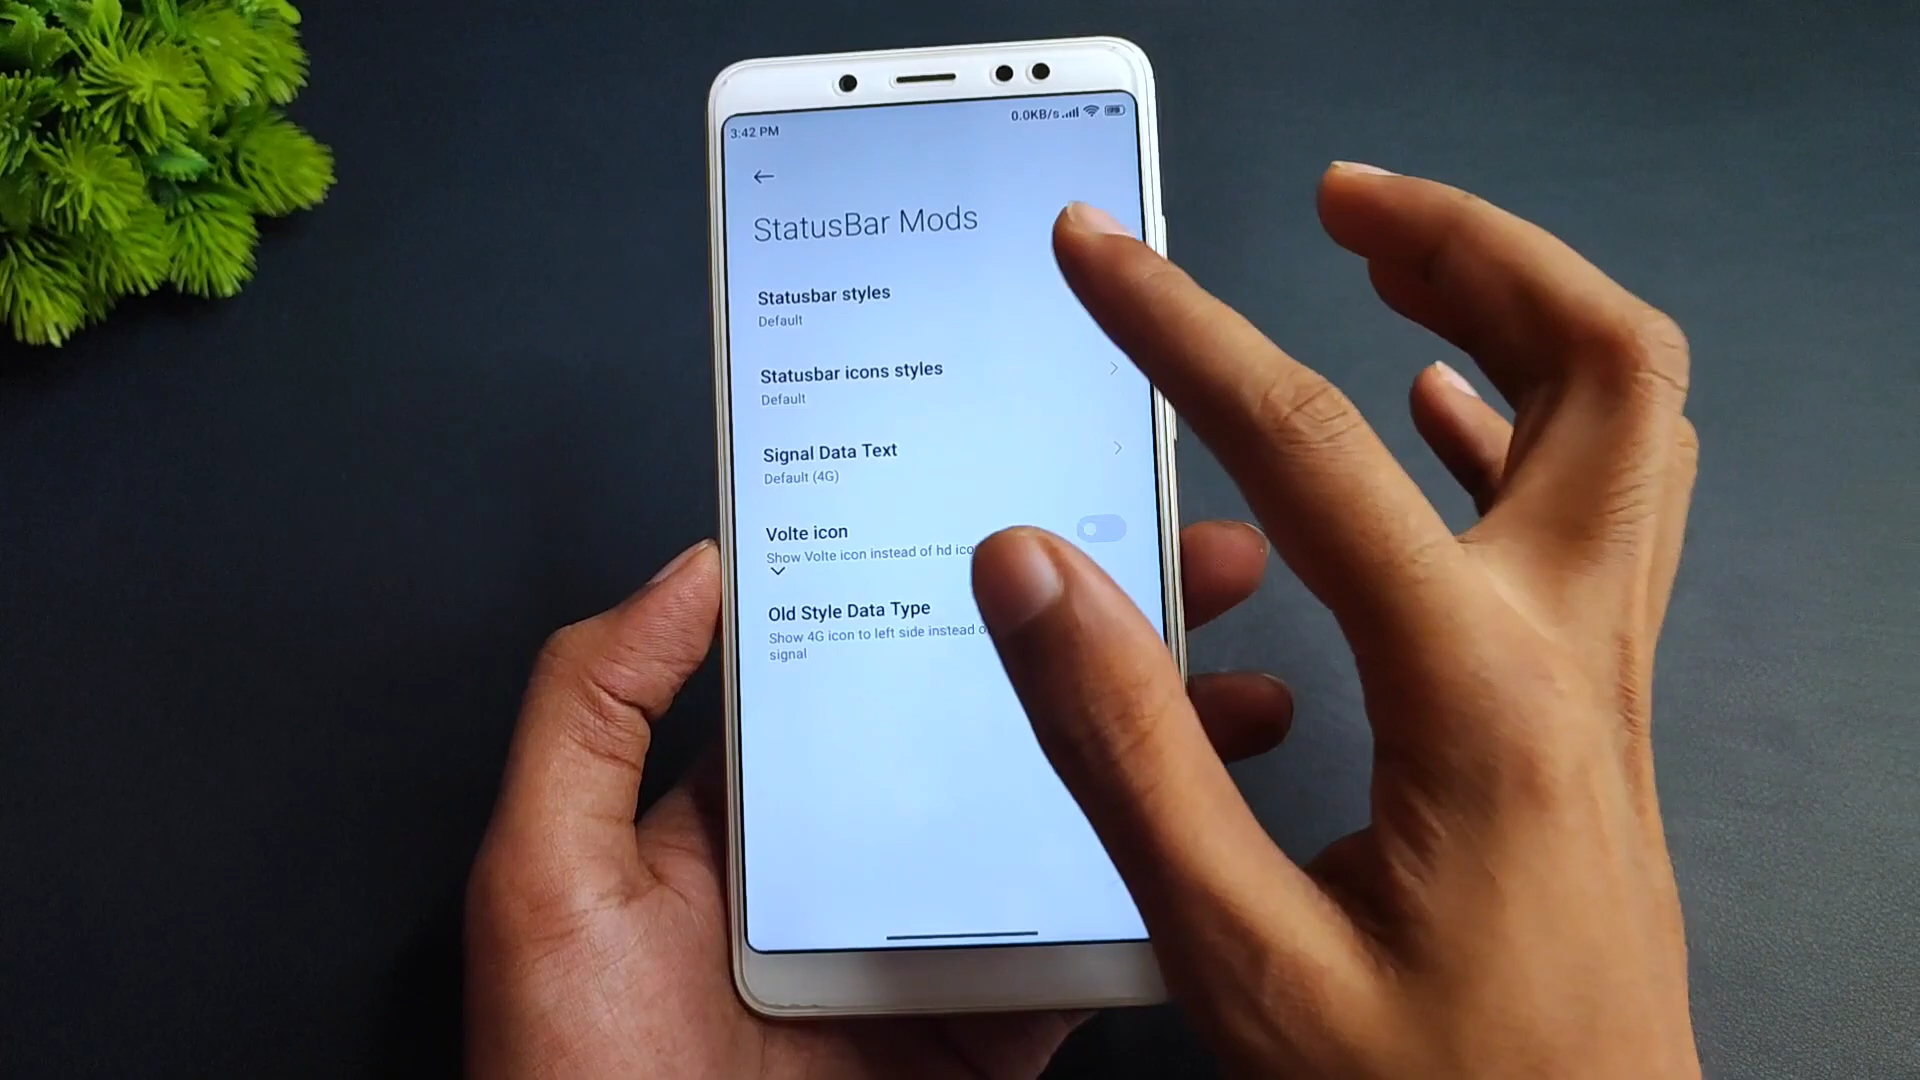 3:42 PM
0.0KB/s
StatusBar Mods
Statusbar styles
Default
Statusbar icons styles
Default
Signal Data Text
Default (4G)
Volte icon
Show Volte icon instead of hd
Old Style Data Type
Show 4G icon to left side instead
signal